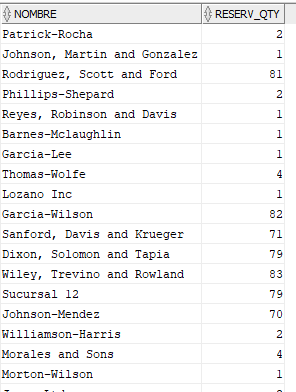 NOMBRE RESERV_QTY
Patrick-Rocha 2
Johnson, Martin and Gonzalez 1
Rodriguez, Scott and Ford 81
Phillips-Shepard 2
Reyes, Robinson and Davis 1
Barnes-Mclaughlin 1
Garcia-Lee 1
Thomas-Wolfe 4
Lozano Inc 1
Garcia-Wilson 82
Sanford, Davis and Krueger 71
Dixon, Solomon and Tapia 79
Wiley, Trevino and Rowland 83
Sucursal 12 79
Johnson-Mendez 70
Williamson-Harris 2
Morales and Sons 4
Morton-Wilson 1